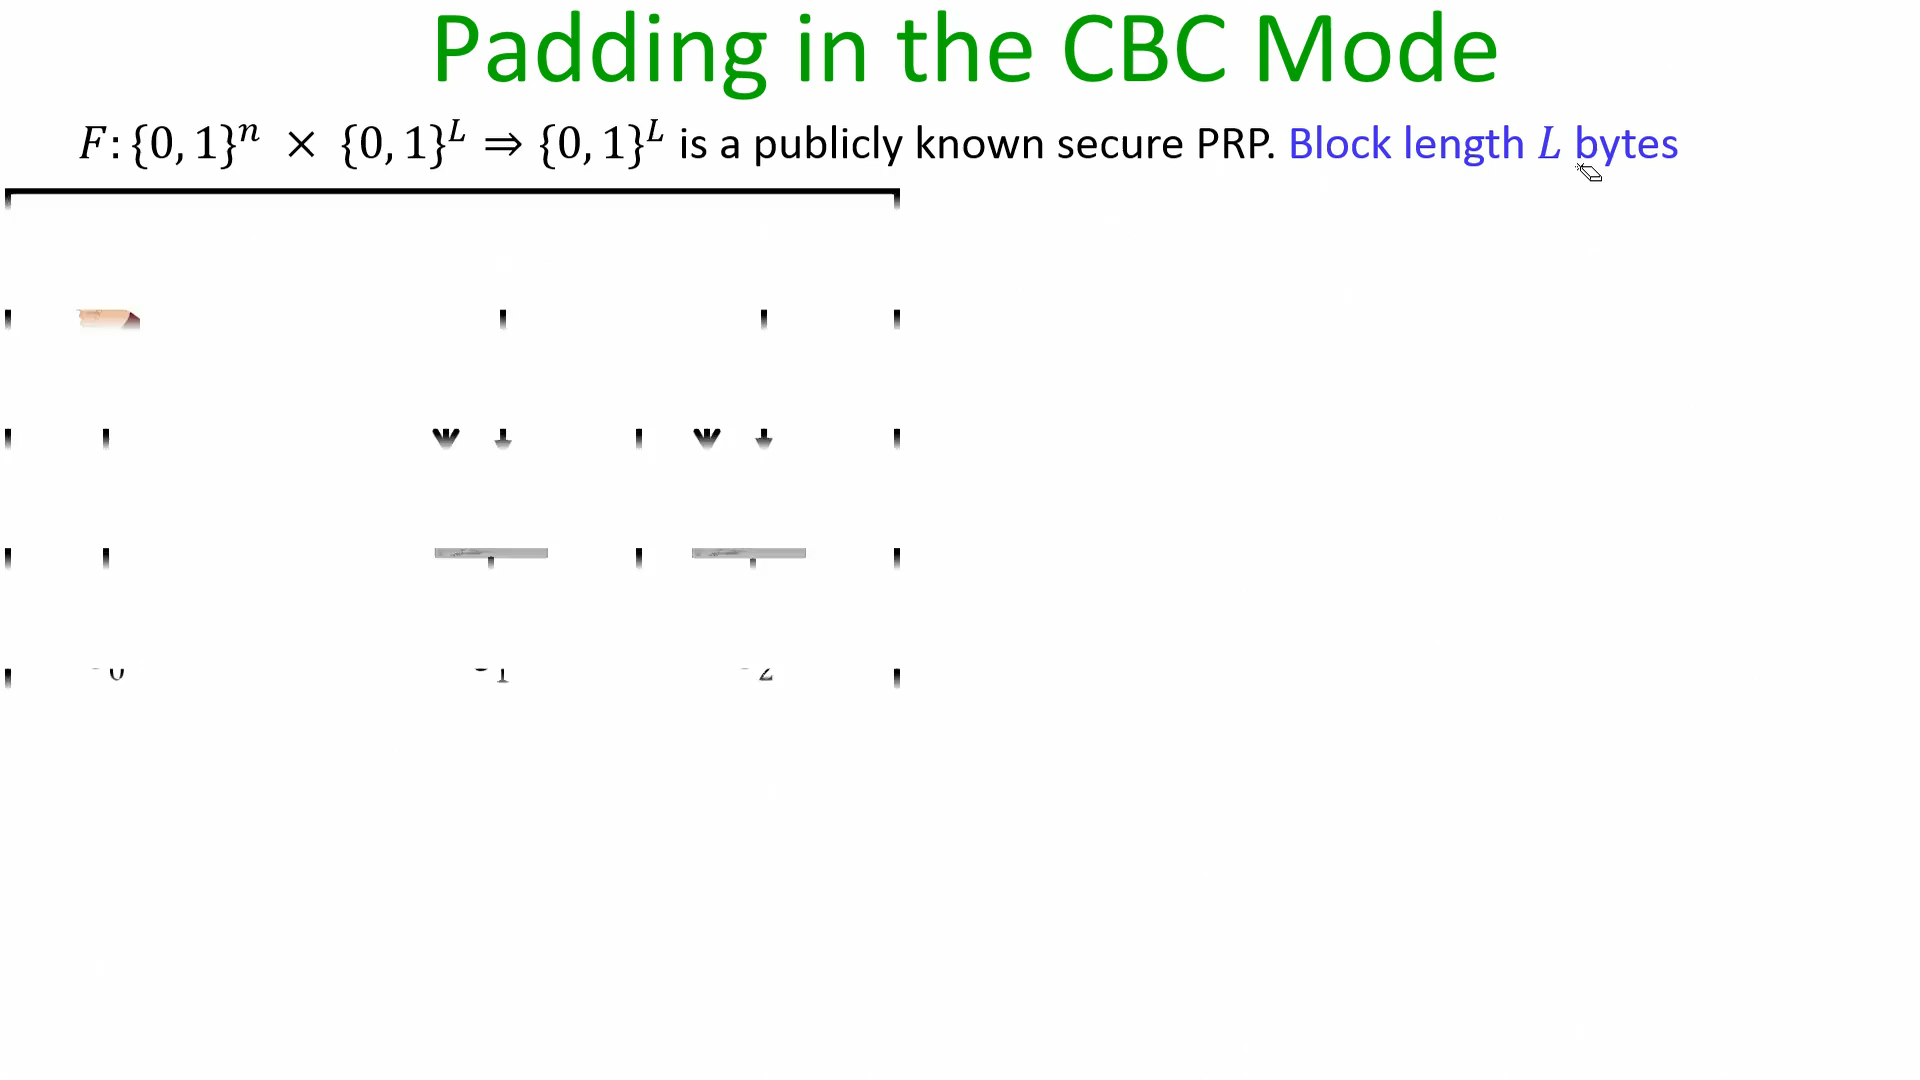 Padding in the CBC Mode
F: {0, 1}ⁿ × {0, 1}ᴸ ⇒ {0, 1}ᴸ is a publicly known secure PRP. Block length L bytes